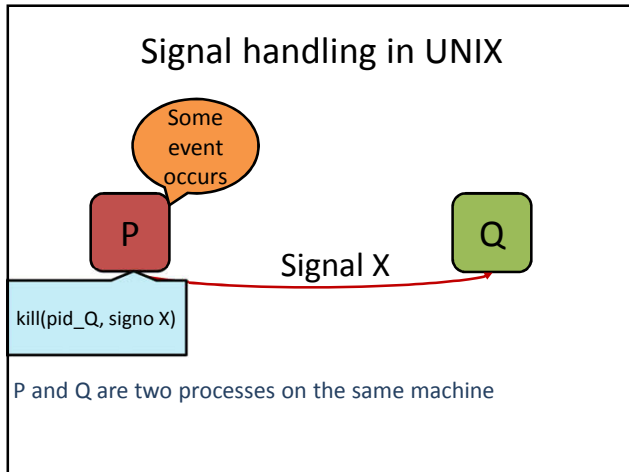 Signal handling in UNIX
Some
event
occurs
P
Q
Signal X
kill(pid_Q, signo X)
P and Q are two processes on the same machine